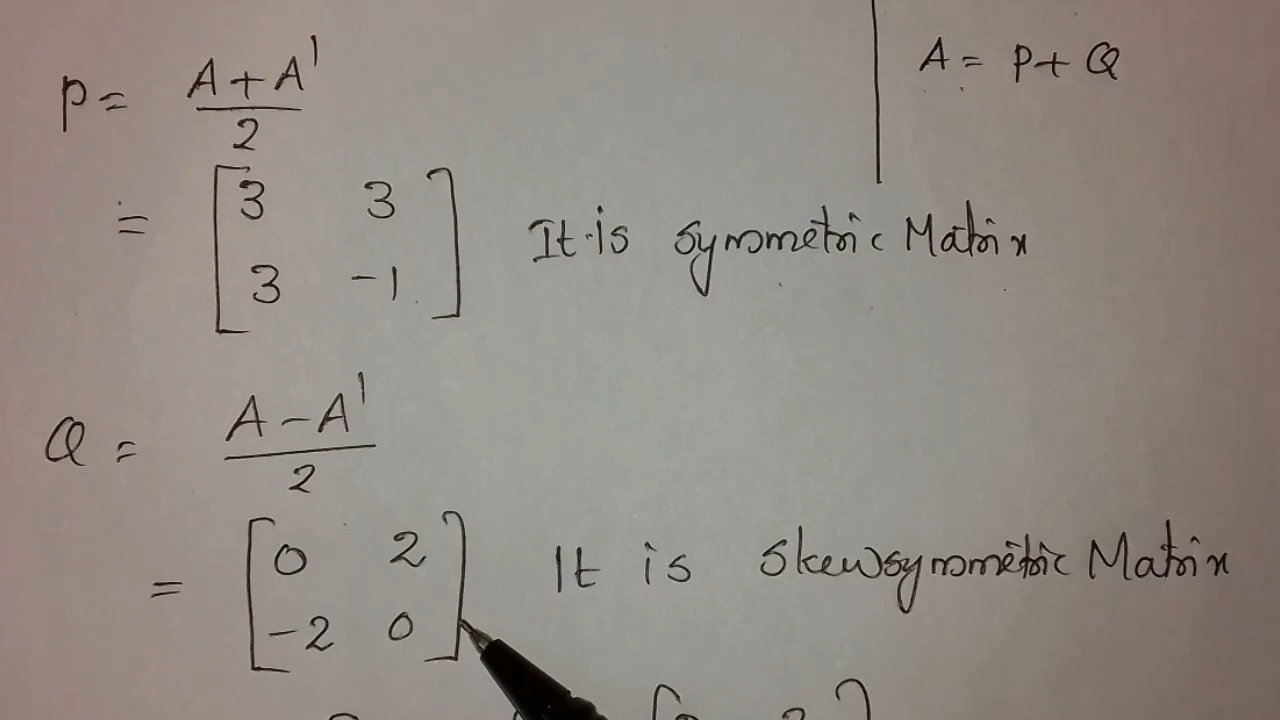 P = A + A' / 2
A = P + Q
= [ 3 3
3 -1 ] It is symmetric Matrix
Q = A - A' / 2
= [ 0 2
-2 0 ] It is Skewsymmetric Matrix